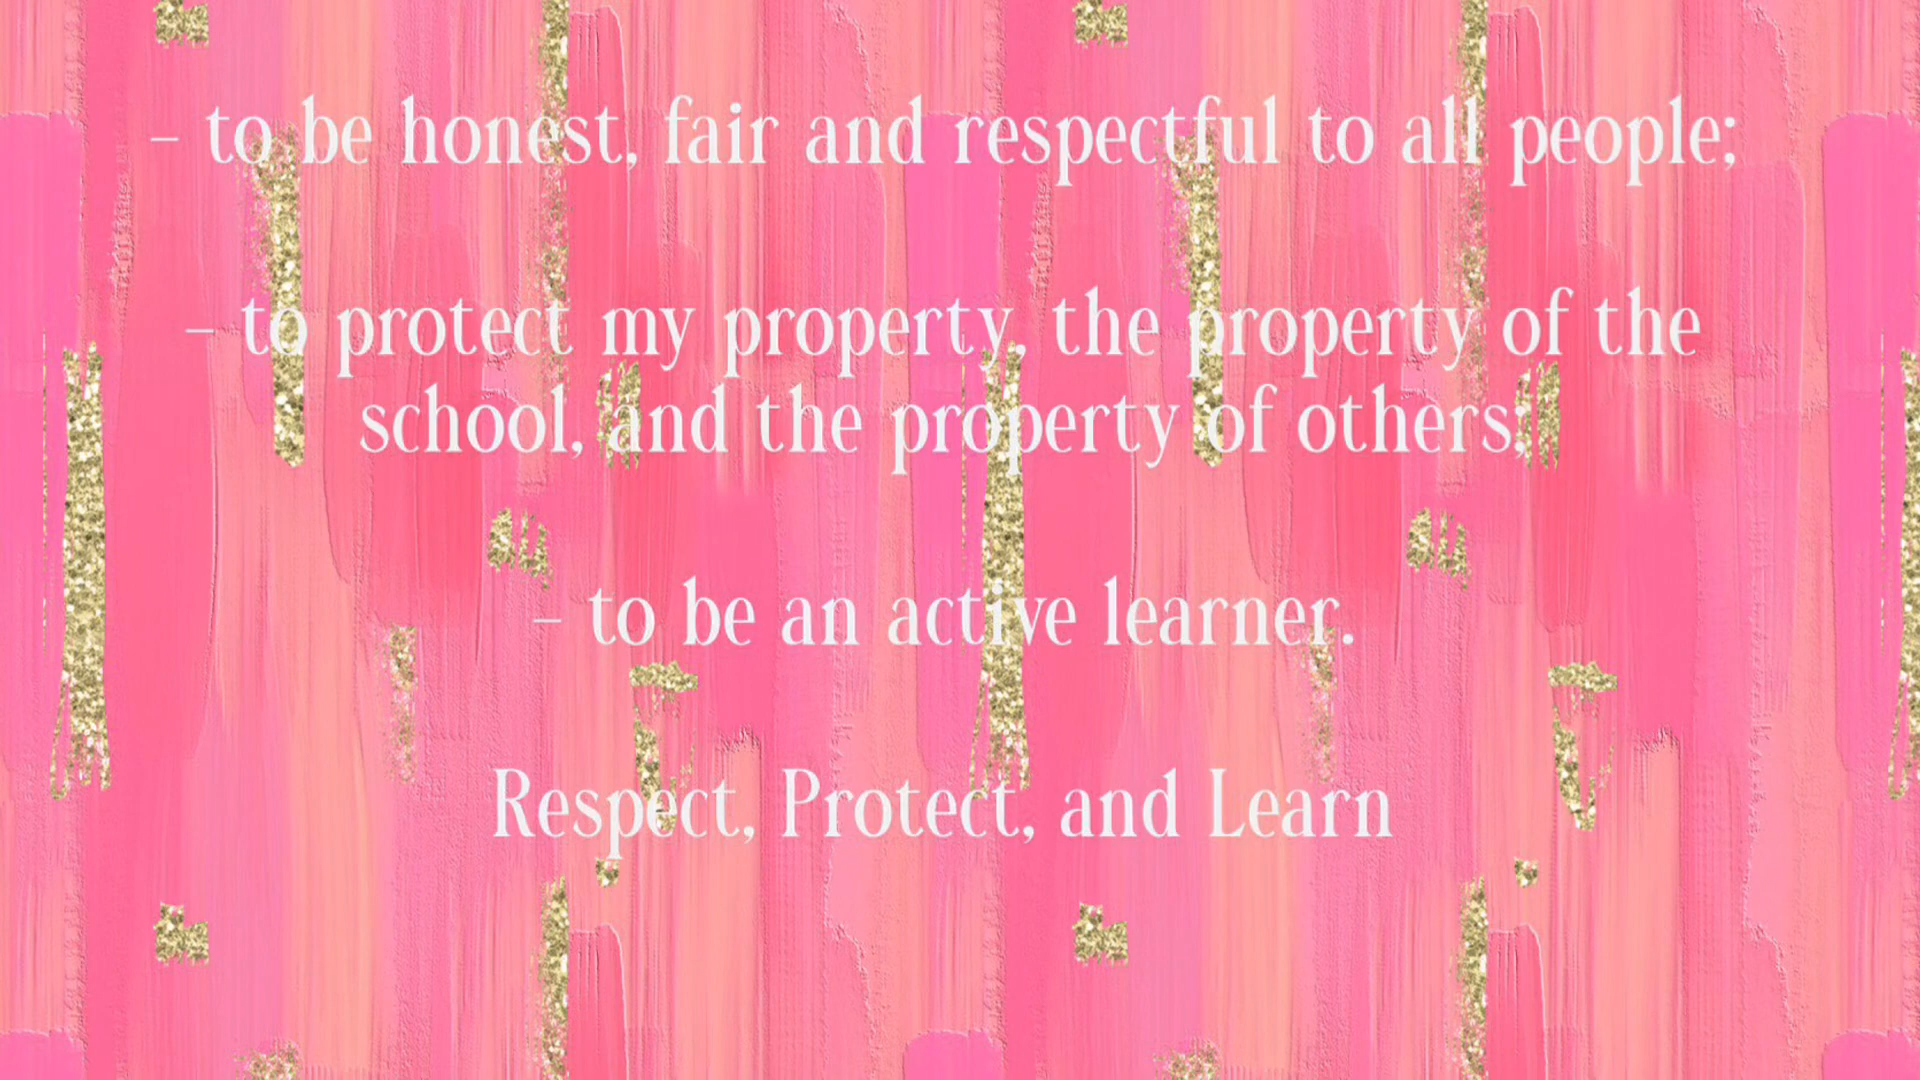 – to be honest, fair and respectful to all people;
– to protect my property, the property of the
school, and the property of others;
– to be an active learner.
Respect, Protect, and Learn